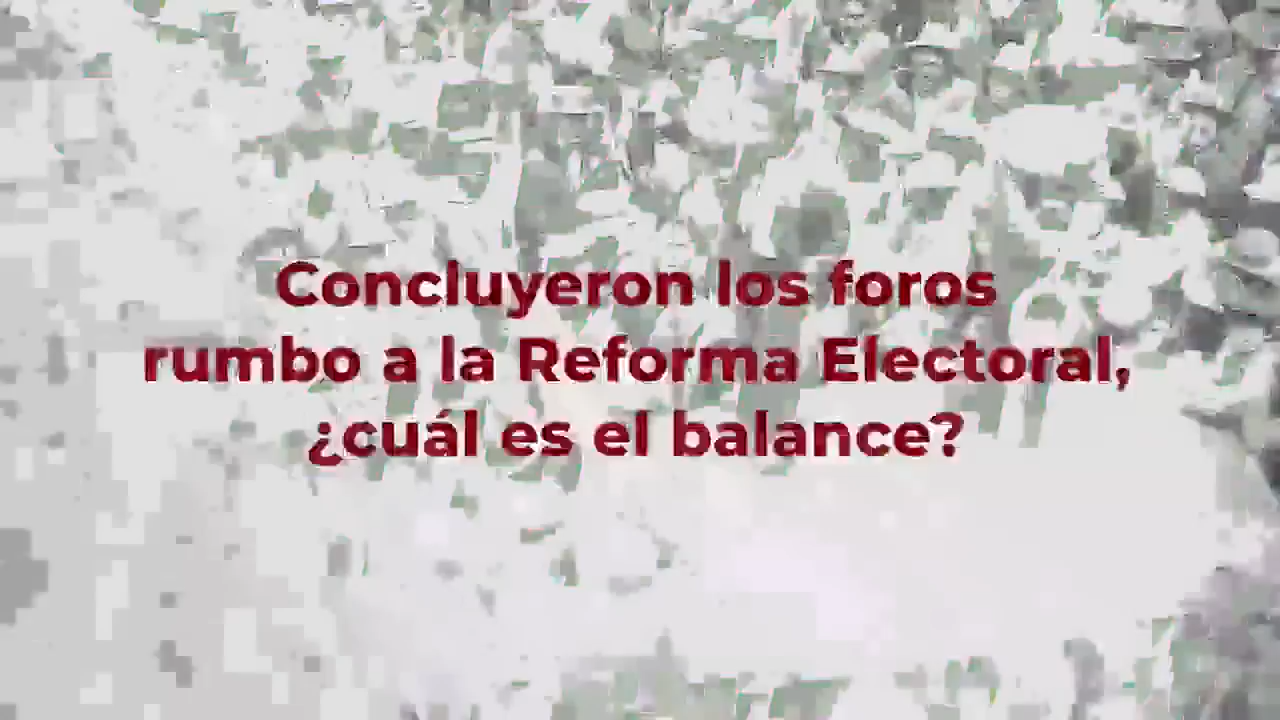 Concluyeron los foros
rumbo a la Reforma Electoral,
¿cuál es el balance?